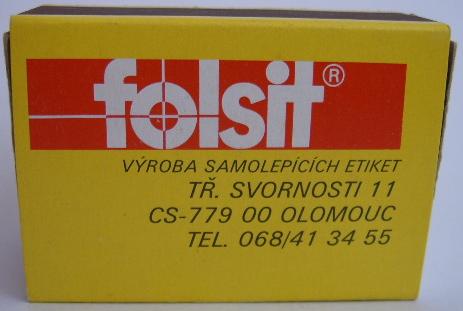 folsit®
VÝROBA SAMOLEPÍCÍCH ETIKET
TŘ. SVORNOSTI 11
CS-779 00 OLOMOUC
TEL. 068/41 34 55